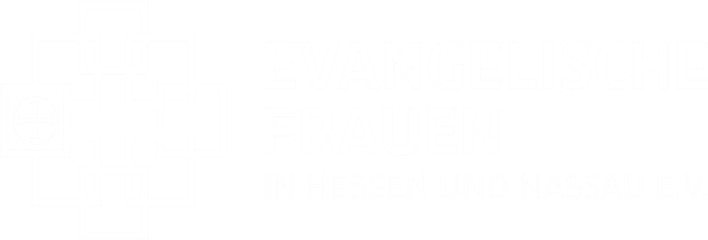 EVANGELISCHE
FRAUEN
IN HESSEN UND NASSAU e.V.